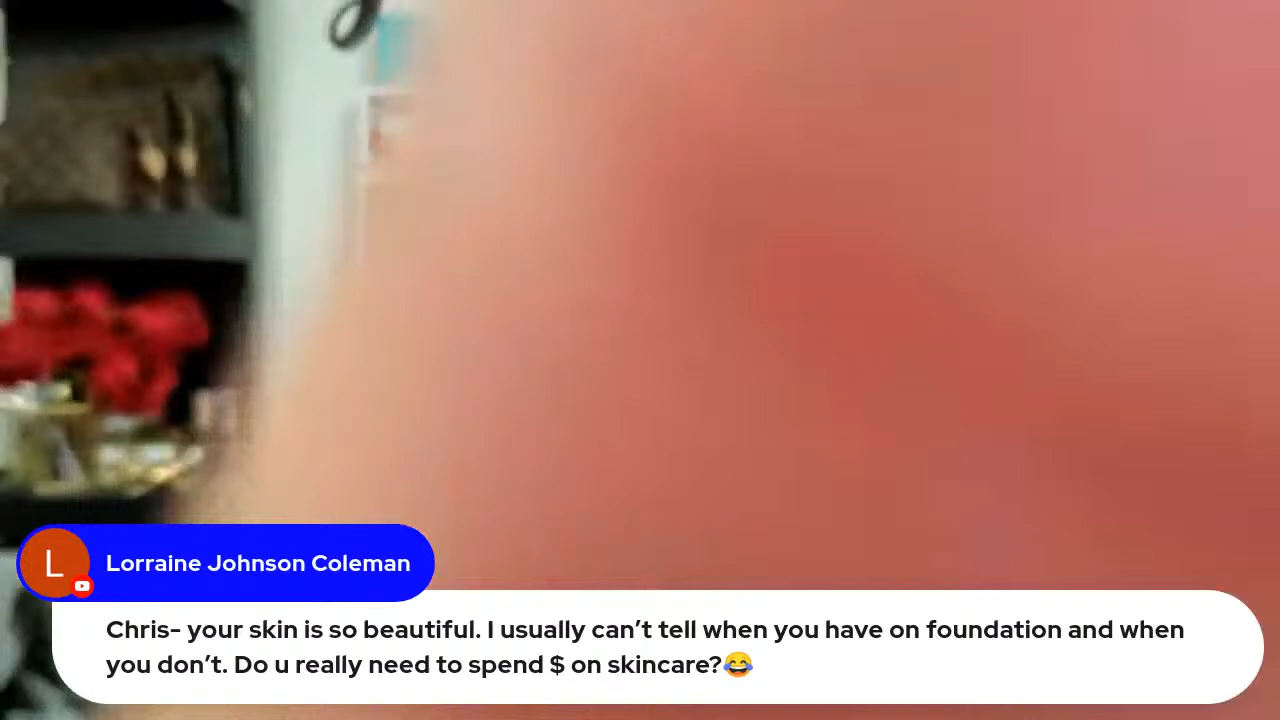 L
Lorraine Johnson Coleman
Chris- your skin is so beautiful. I usually can’t tell when you have on foundation and when
you don’t. Do u really need to spend $ on skincare?😂